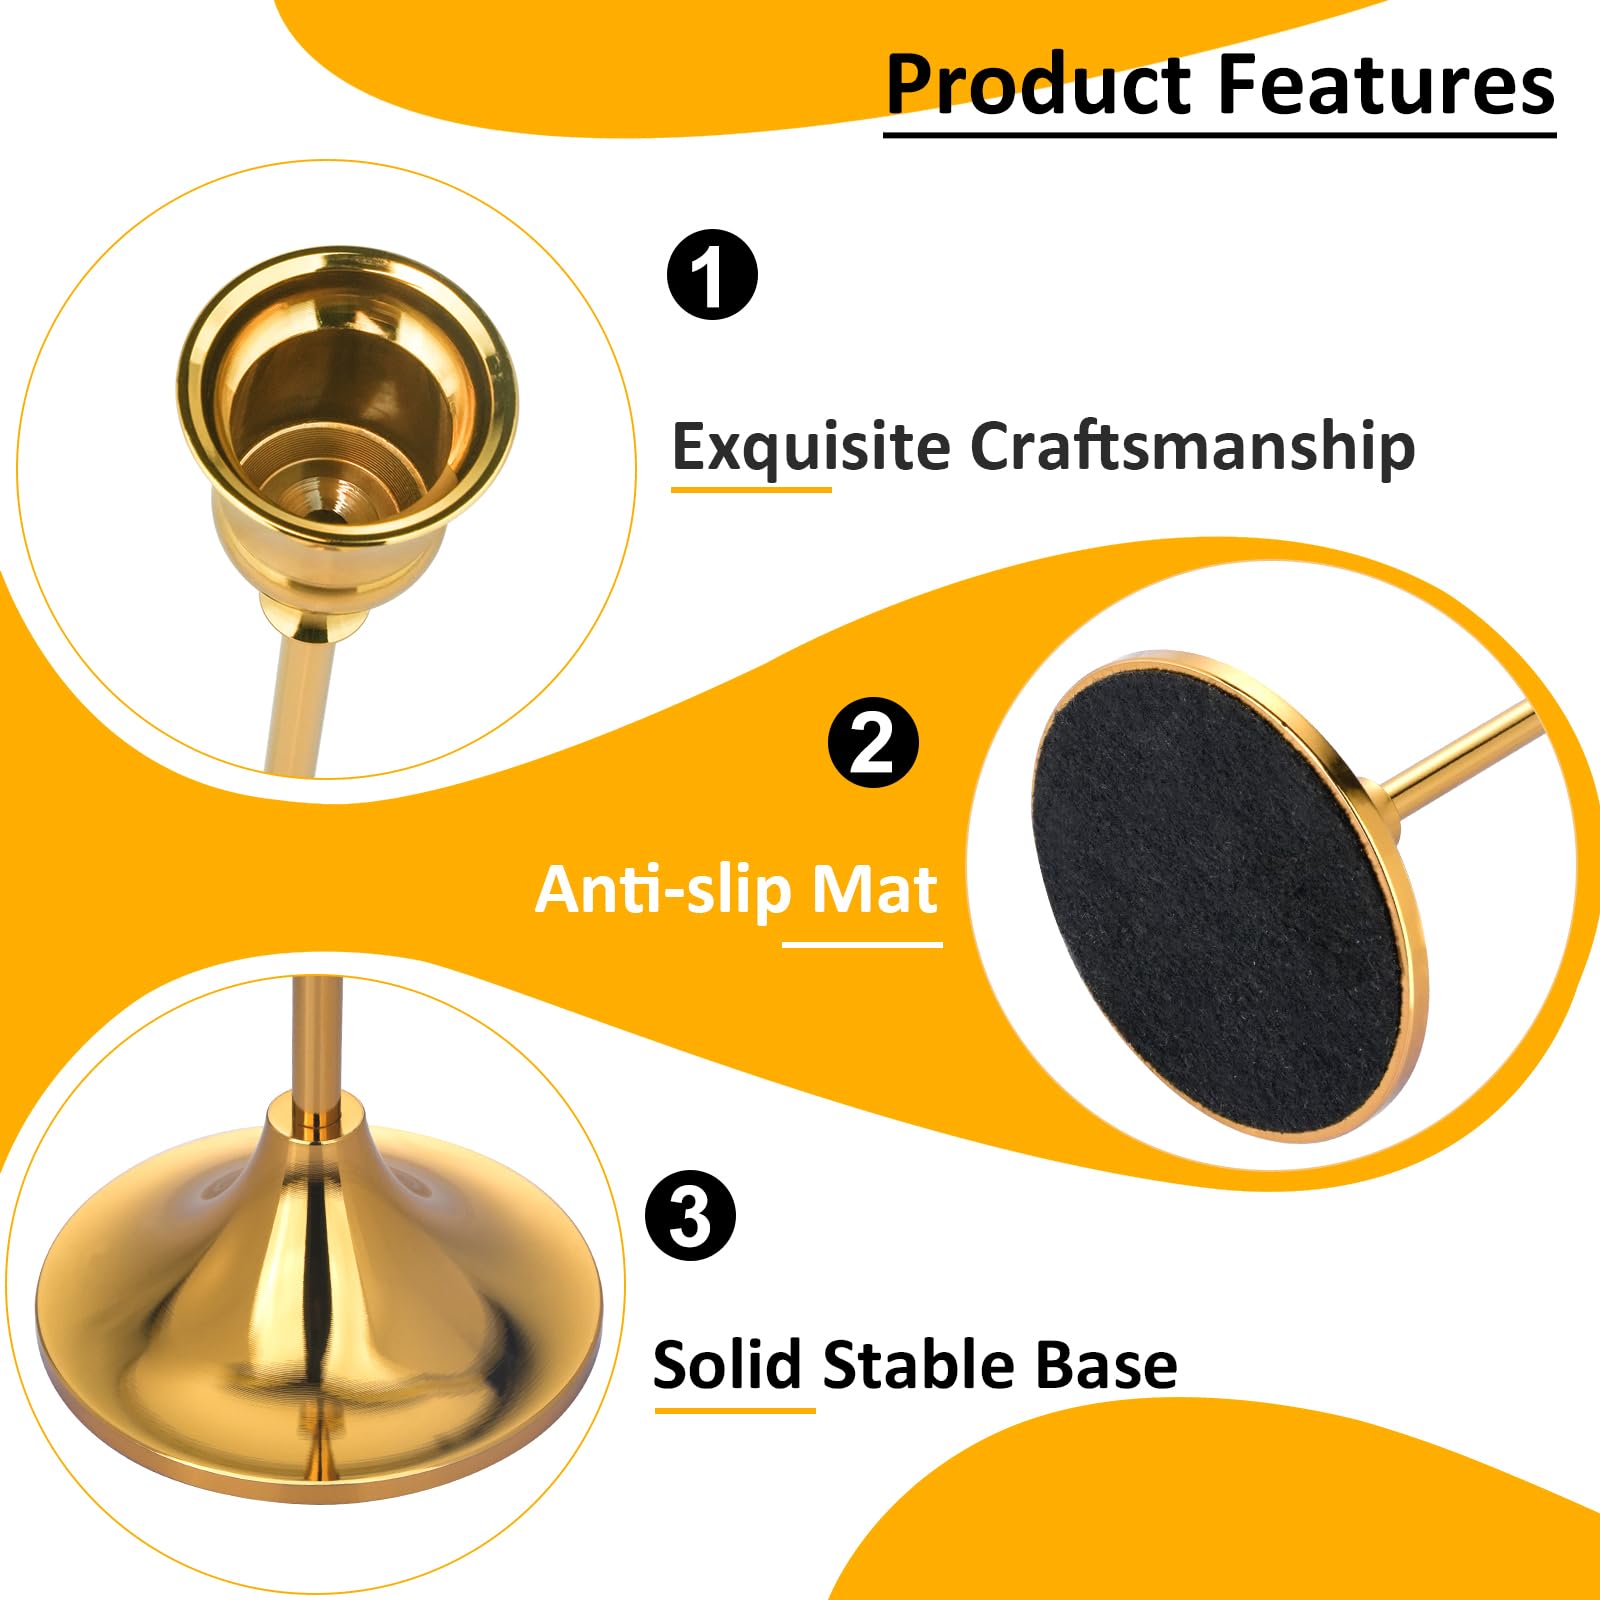 Product Features
1
Exquisite Craftsmanship
2
Anti-slip Mat
3
Solid Stable Base